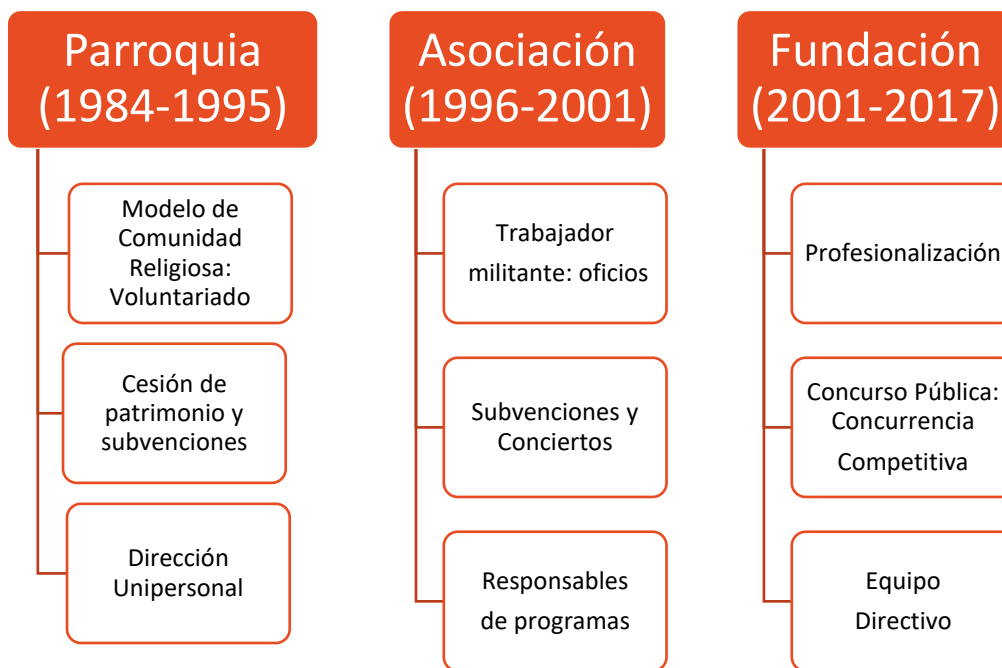 Parroquia
(1984-1995)
Modelo de
Comunidad
Religiosa:
Voluntariado
Cesión de
patrimonio y
subvenciones
Dirección
Unipersonal
Asociación
(1996-2001)
Trabajador
militante: oficios
Subvenciones y
Conciertos
Responsables
de programas
Fundación
(2001-2017)
Profesionalización
Concurso Pública:
Concurrencia
Competitiva
Equipo
Directivo